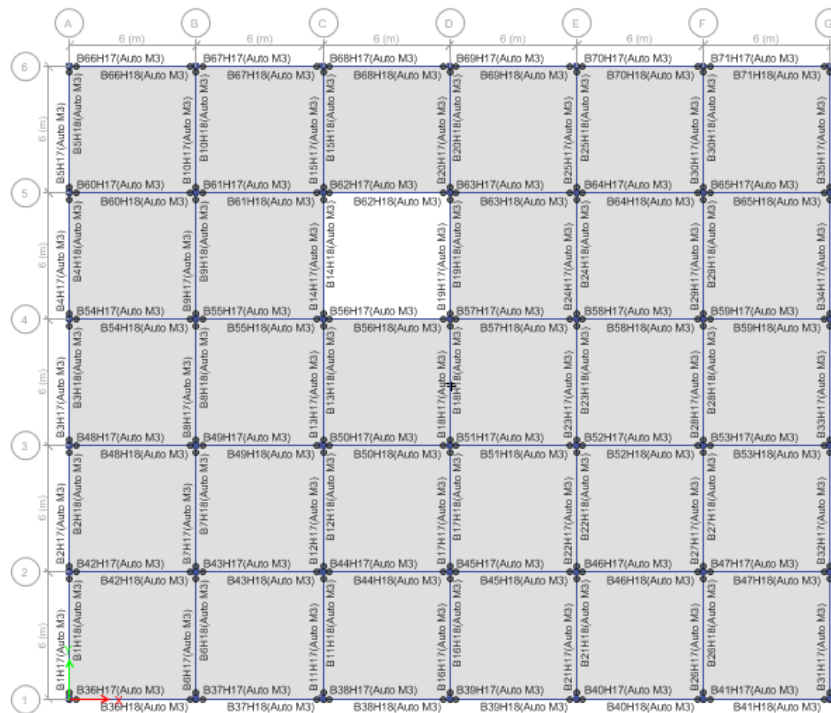 A B C D E F G
6 (m) 6 (m) 6 (m) 6 (m) 6 (m) 6 (m)
B66H17(Auto M3) B67H17(Auto M3) B68H17(Auto M3) B69H17(Auto M3) B70H17(Auto M3) B71H17(Auto M3)
6
B66H18(Auto M3) B67H18(Auto M3) B68H18(Auto M3) B69H18(Auto M3) B70H18(Auto M3) B71H18(Auto M3)
6 (m) B5H17(Auto M3) B5H18(Auto M3) B10H17(Auto M3) B10H18(Auto M3) B15H17(Auto M3) B15H18(Auto M3) B20H17(Auto M3) B20H18(Auto M3) B25H17(Auto M3) B25H18(Auto M3) B30H17(Auto M3) B30H18(Auto M3) B35H17(Auto M3)
B60H17(Auto M3) B61H17(Auto M3) B62H17(Auto M3) B63H17(Auto M3) B64H17(Auto M3) B65H17(Auto M3)
5
B60H18(Auto M3) B61H18(Auto M3) B62H18(Auto M3) B63H18(Auto M3) B64H18(Auto M3) B65H18(Auto M3)
6 (m) B4H17(Auto M3) B4H18(Auto M3) B9H17(Auto M3) B9H18(Auto M3) B14H17(Auto M3) B14H18(Auto M3) B19H17(Auto M3) B19H18(Auto M3) B24H17(Auto M3) B24H18(Auto M3) B29H17(Auto M3) B29H18(Auto M3) B34H17(Auto M3)
B54H17(Auto M3) B55H17(Auto M3) B56H17(Auto M3) B57H17(Auto M3) B58H17(Auto M3) B59H17(Auto M3)
4
B54H18(Auto M3) B55H18(Auto M3) B56H18(Auto M3) B57H18(Auto M3) B58H18(Auto M3) B59H18(Auto M3)
6 (m) B3H17(Auto M3) B3H18(Auto M3) B8H17(Auto M3) B8H18(Auto M3) B13H17(Auto M3) B13H18(Auto M3) B18H17(Auto M3) B18H18(Auto M3) B23H17(Auto M3) B23H18(Auto M3) B28H17(Auto M3) B28H18(Auto M3) B33H17(Auto M3)
B48H17(Auto M3) B49H17(Auto M3) B50H17(Auto M3) B51H17(Auto M3) B52H17(Auto M3) B53H17(Auto M3)
3
B48H18(Auto M3) B49H18(Auto M3) B50H18(Auto M3) B51H18(Auto M3) B52H18(Auto M3) B53H18(Auto M3)
6 (m) B2H17(Auto M3) B2H18(Auto M3) B7H17(Auto M3) B7H18(Auto M3) B12H17(Auto M3) B12H18(Auto M3) B17H17(Auto M3) B17H18(Auto M3) B22H17(Auto M3) B22H18(Auto M3) B27H17(Auto M3) B27H18(Auto M3) B32H17(Auto M3)
B42H17(Auto M3) B43H17(Auto M3) B44H17(Auto M3) B45H17(Auto M3) B46H17(Auto M3) B47H17(Auto M3)
2
B42H18(Auto M3) B43H18(Auto M3) B44H18(Auto M3) B45H18(Auto M3) B46H18(Auto M3) B47H18(Auto M3)
6 (m) B1H17(Auto M3) B1H18(Auto M3) B6H17(Auto M3) B6H18(Auto M3) B11H17(Auto M3) B11H18(Auto M3) B16H17(Auto M3) B16H18(Auto M3) B21H17(Auto M3) B21H18(Auto M3) B26H17(Auto M3) B26H18(Auto M3) B31H17(Auto M3)
B36H17(Auto M3) B37H17(Auto M3) B38H17(Auto M3) B39H17(Auto M3) B40H17(Auto M3) B41H17(Auto M3)
1 X
B36H18(Auto M3) B37H18(Auto M3) B38H18(Auto M3) B39H18(Auto M3) B40H18(Auto M3) B41H18(Auto M3)